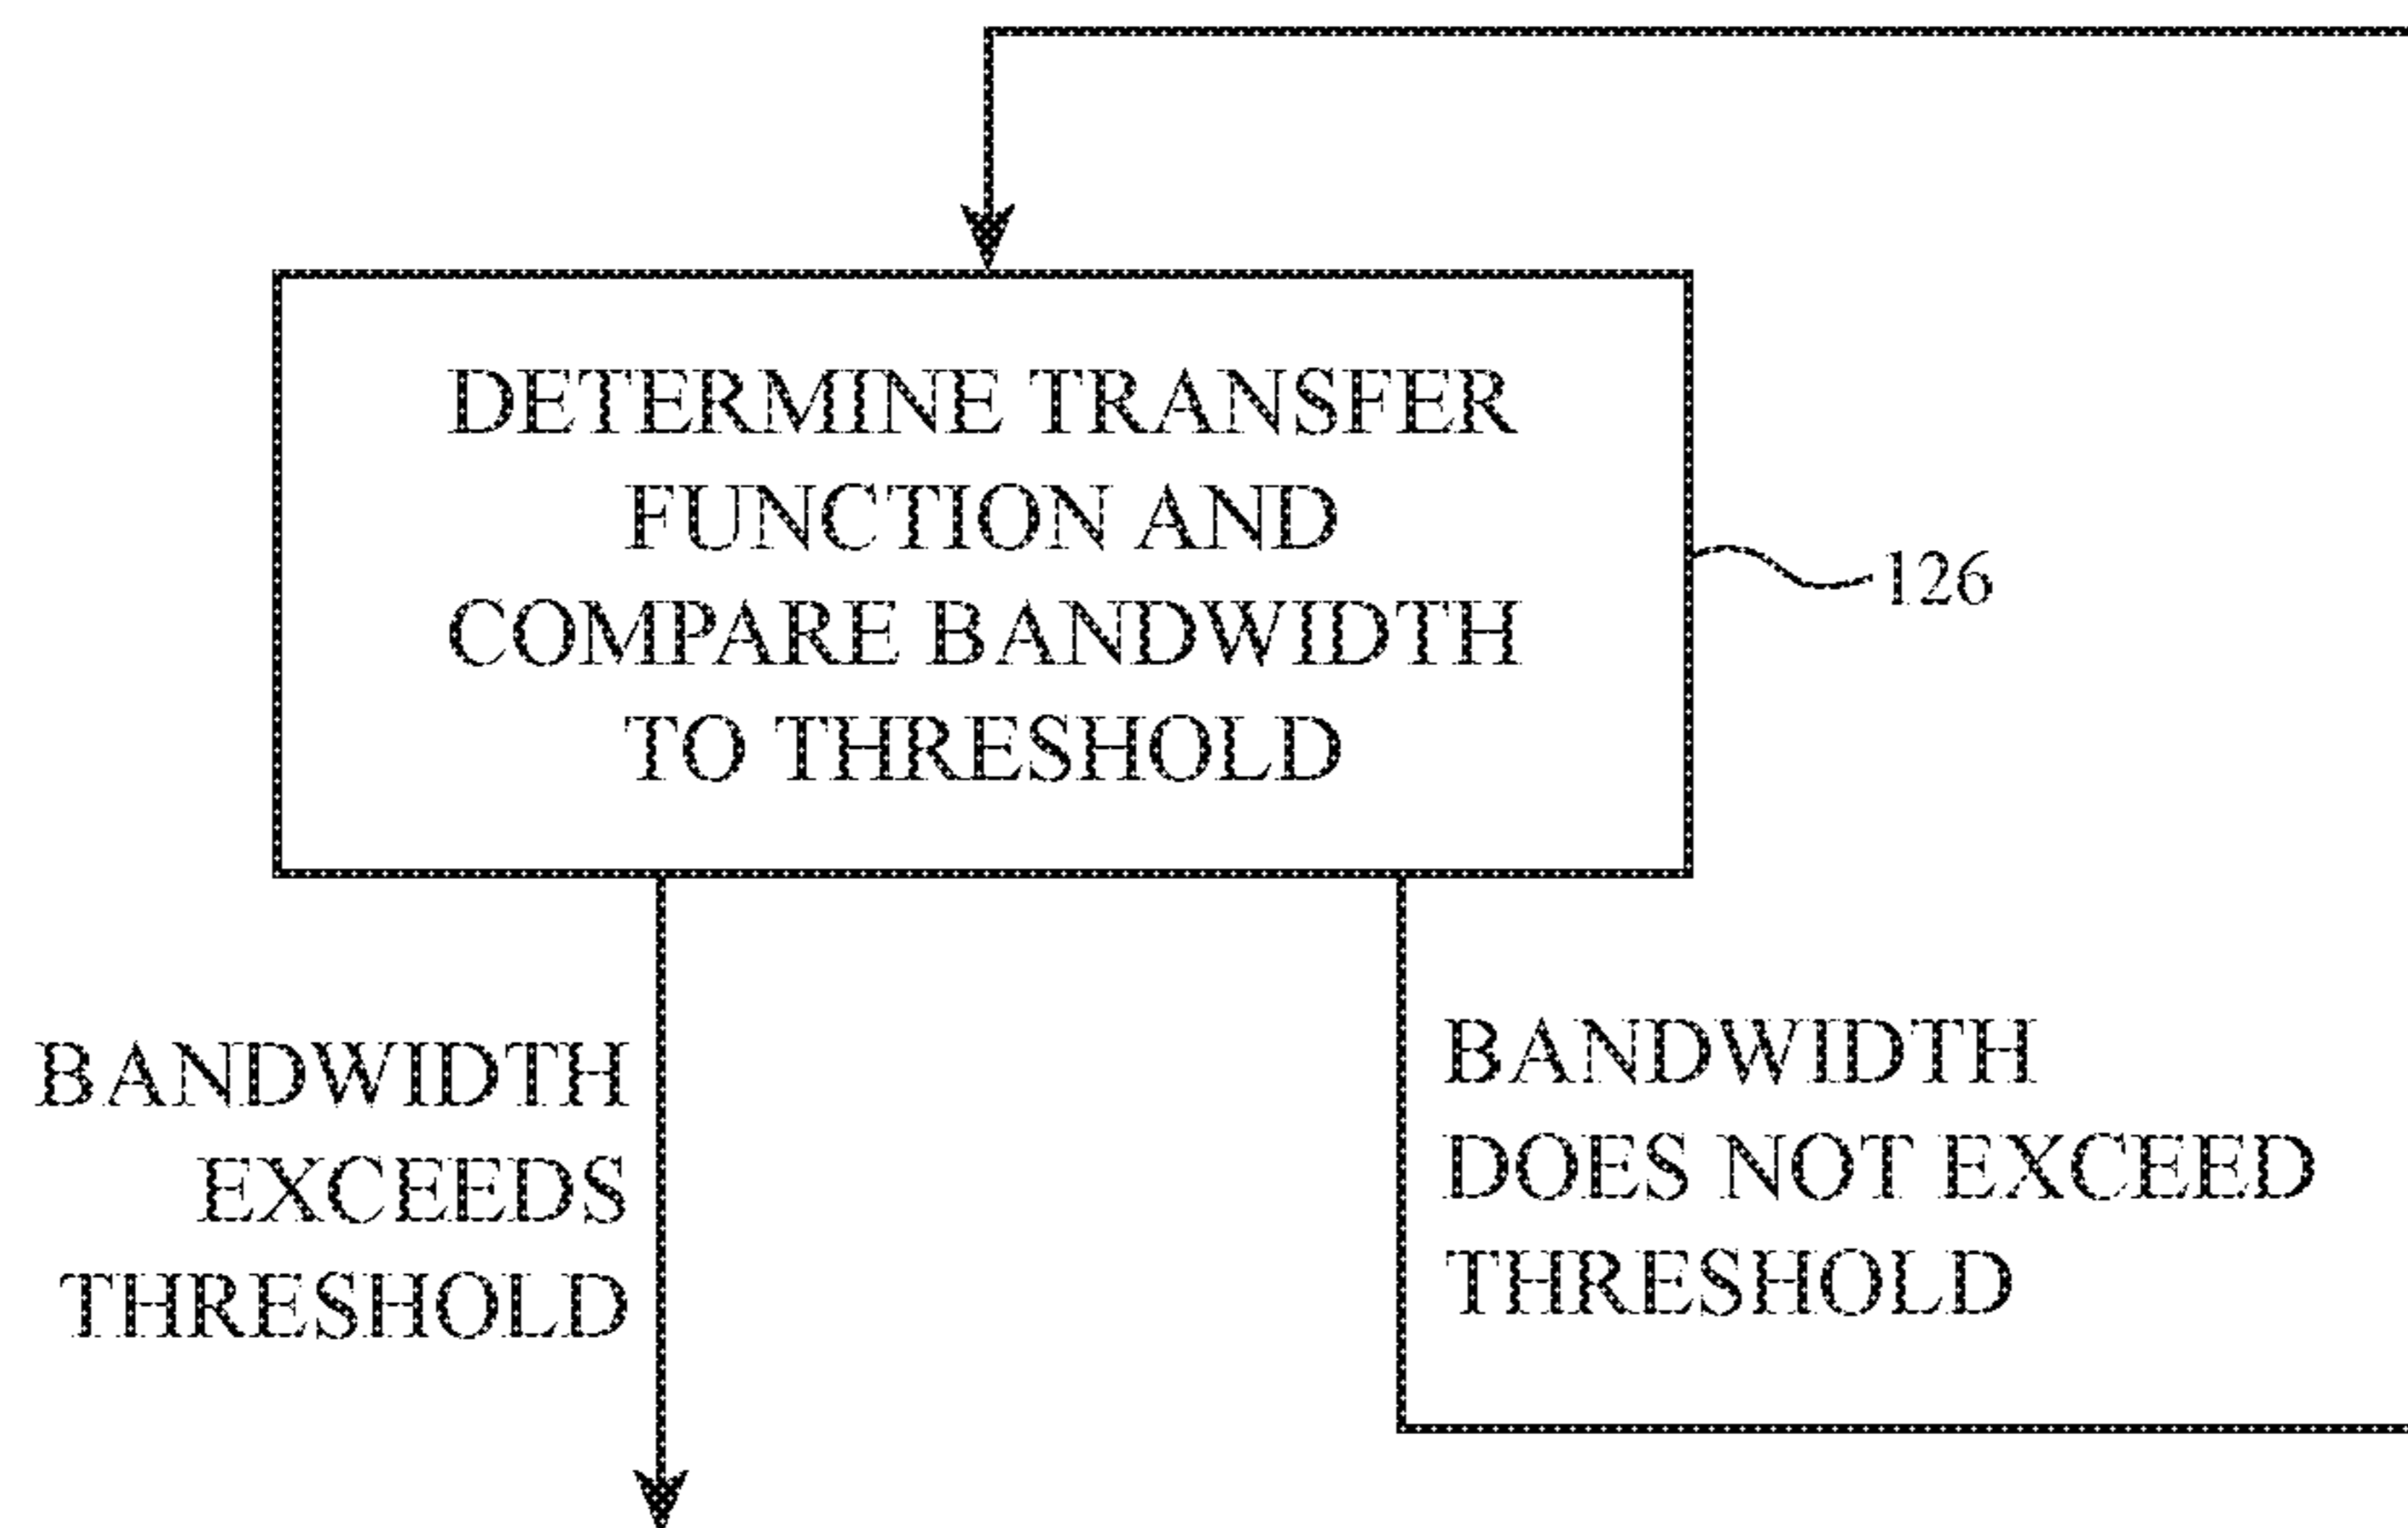 DETERMINE TRANSFER
FUNCTION AND
COMPARE BANDWIDTH
TO THRESHOLD
126
BANDWIDTH
EXCEEDS
THRESHOLD
BANDWIDTH
DOES NOT EXCEED
THRESHOLD